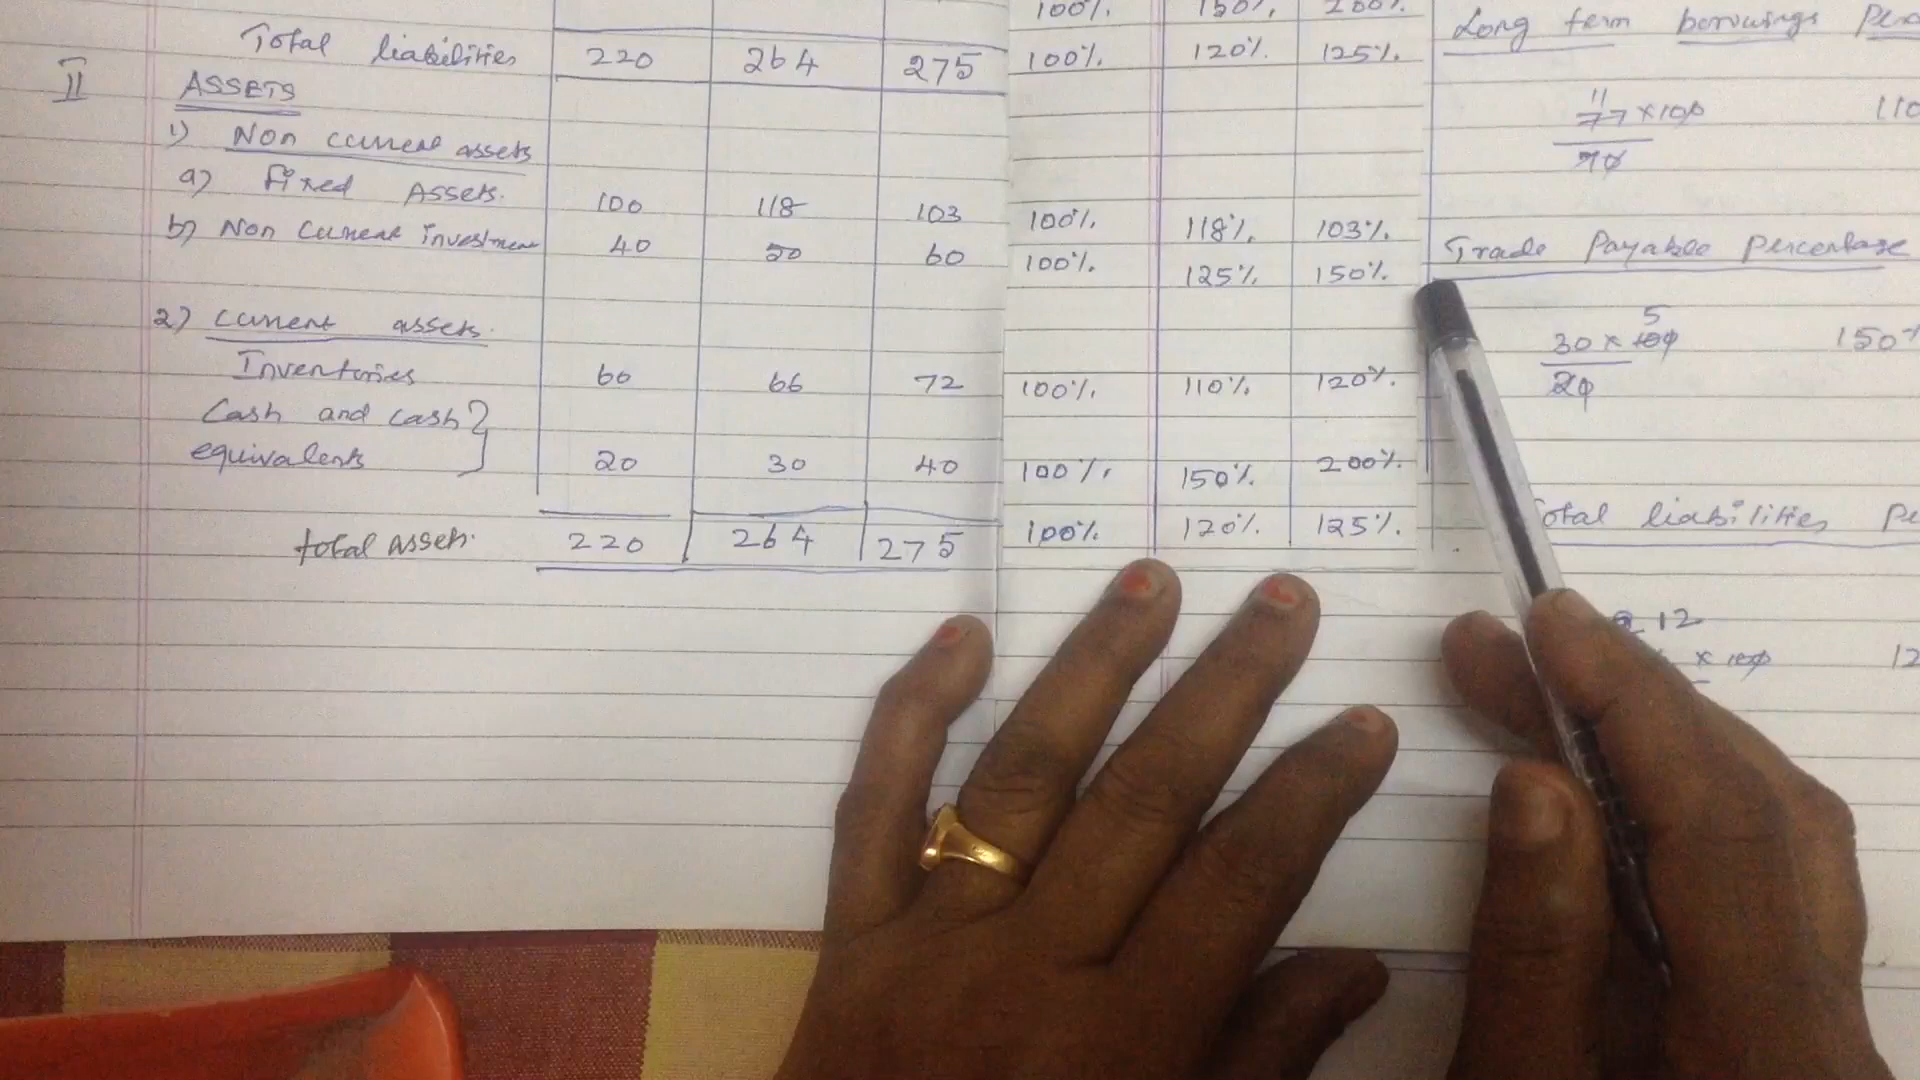 100%. 150%. 200%.
Total liabilities 220 264 275 100%. 120%. 125%.
II ASSETS
1) Non current assets
a) Fixed Assets. 100 118 103 100%. 118%. 103%.
b) Non current investment 40 50 60 100%. 125%. 150%.
2) current assets.
Inventories 60 66 72 100%. 110%. 120%.
Cash and cash }
equivalents 20 30 40 100%. 150%. 200%.
total assets. 220 264 275 100%. 120%. 125%.
Long term borrowings
11
77 x 100 110
70
Trade Payable Percentage
5
30 x 100 150%
20
Total liabilities
12
x 100 12